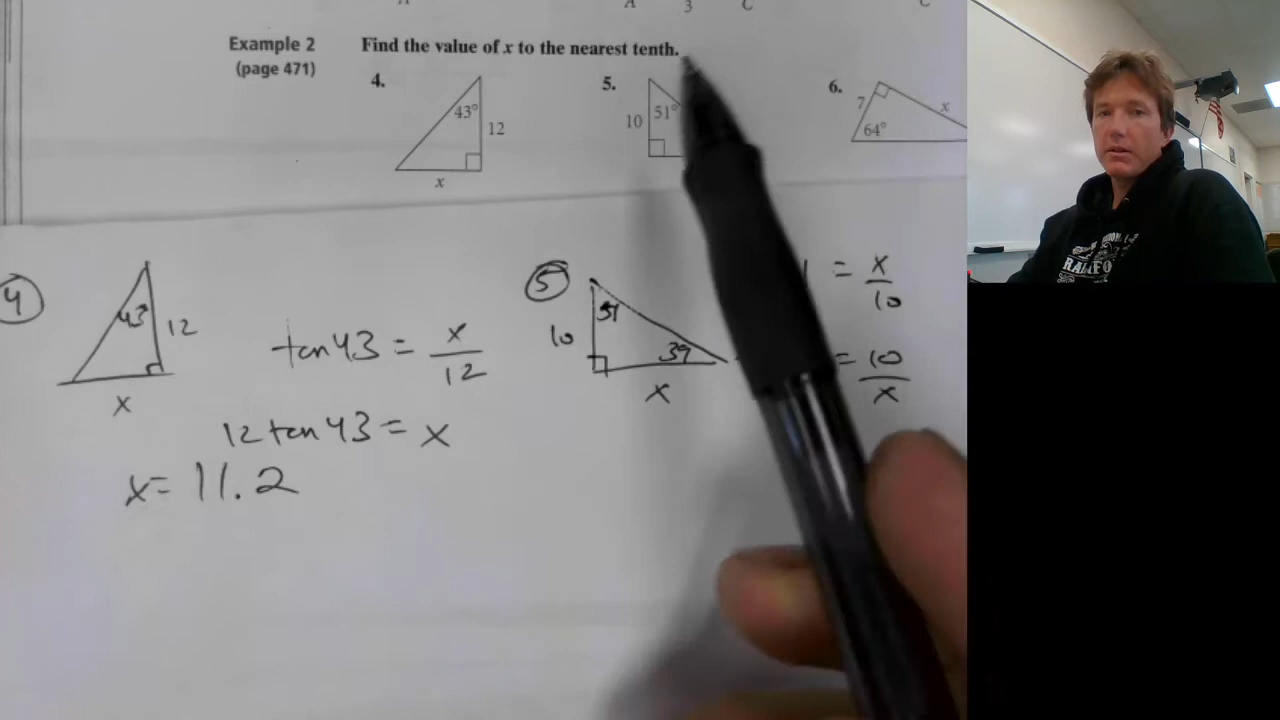 A
A
3
C
C
Example 2
(page 471)
Find the value of x to the nearest tenth.
4.
43°
12
x
5.
10
51°
6.
7
x
64°
4
43
12
x
tan 43 = x/12
12 tan 43 = x
x = 11.2
5
51
10
39
x
= x/10
= 10/x